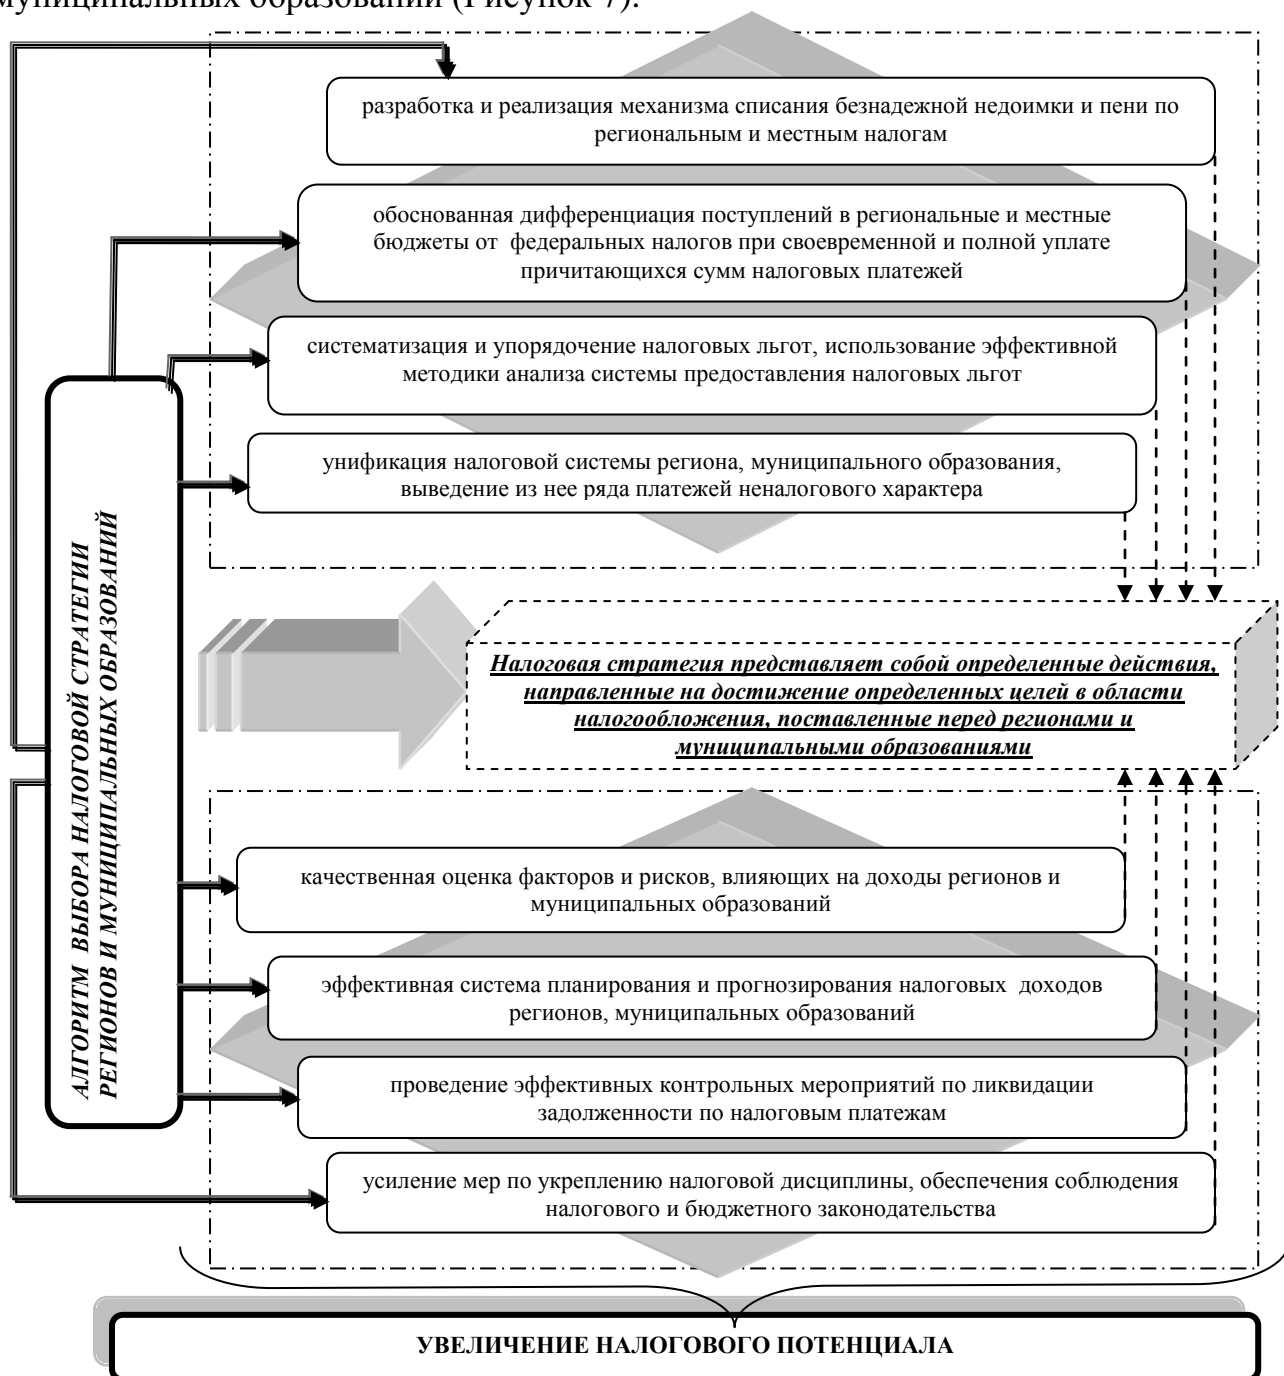 муниципальных образований (Рисунок 7).
разработка и реализация механизма списания безнадежной недоимки и пени по
региональным и местным налогам
обоснованная дифференциация поступлений в региональные и местные
бюджеты от федеральных налогов при своевременной и полной уплате
причитающихся сумм налоговых платежей
систематизация и упорядочение налоговых льгот, использование эффективной
методики анализа системы предоставления налоговых льгот
унификация налоговой системы региона, муниципального образования,
выведение из нее ряда платежей неналогового характера
АЛГОРИТМ ВЫБОРА НАЛОГОВОЙ СТРАТЕГИИ
РЕГИОНОВ И МУНИЦИПАЛЬНЫХ ОБРАЗОВАНИЙ
Налоговая стратегия представляет собой определенные действия,
направленные на достижение определенных целей в области
налогообложения, поставленные перед регионами и
муниципальными образованиями
качественная оценка факторов и рисков, влияющих на доходы регионов и
муниципальных образований
эффективная система планирования и прогнозирования налоговых доходов
регионов, муниципальных образований
проведение эффективных контрольных мероприятий по ликвидации
задолженности по налоговым платежам
усиление мер по укреплению налоговой дисциплины, обеспечения соблюдения
налогового и бюджетного законодательства
УВЕЛИЧЕНИЕ НАЛОГОВОГО ПОТЕНЦИАЛА